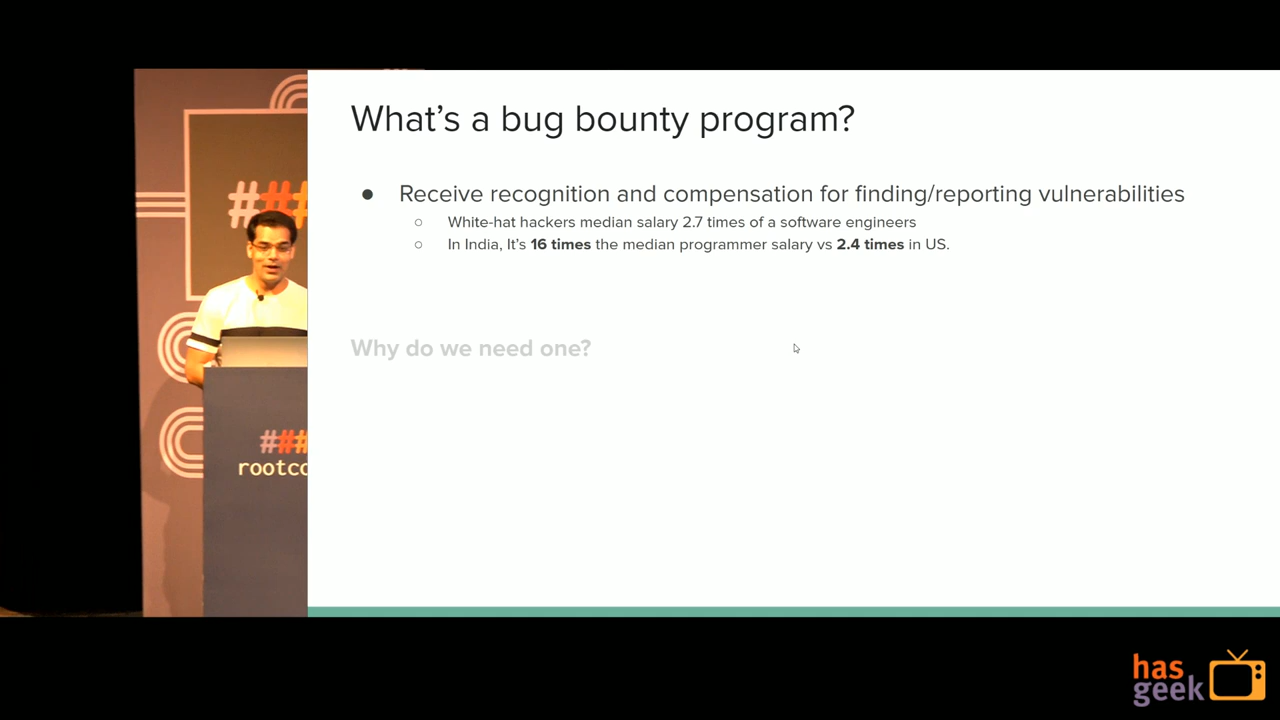 What's a bug bounty program?
● Receive recognition and compensation for finding/reporting vulnerabilities
○ White-hat hackers median salary 2.7 times of a software engineers
○ In India, It's 16 times the median programmer salary vs 2.4 times in US.
Why do we need one?
###
###
rootco
has
geek